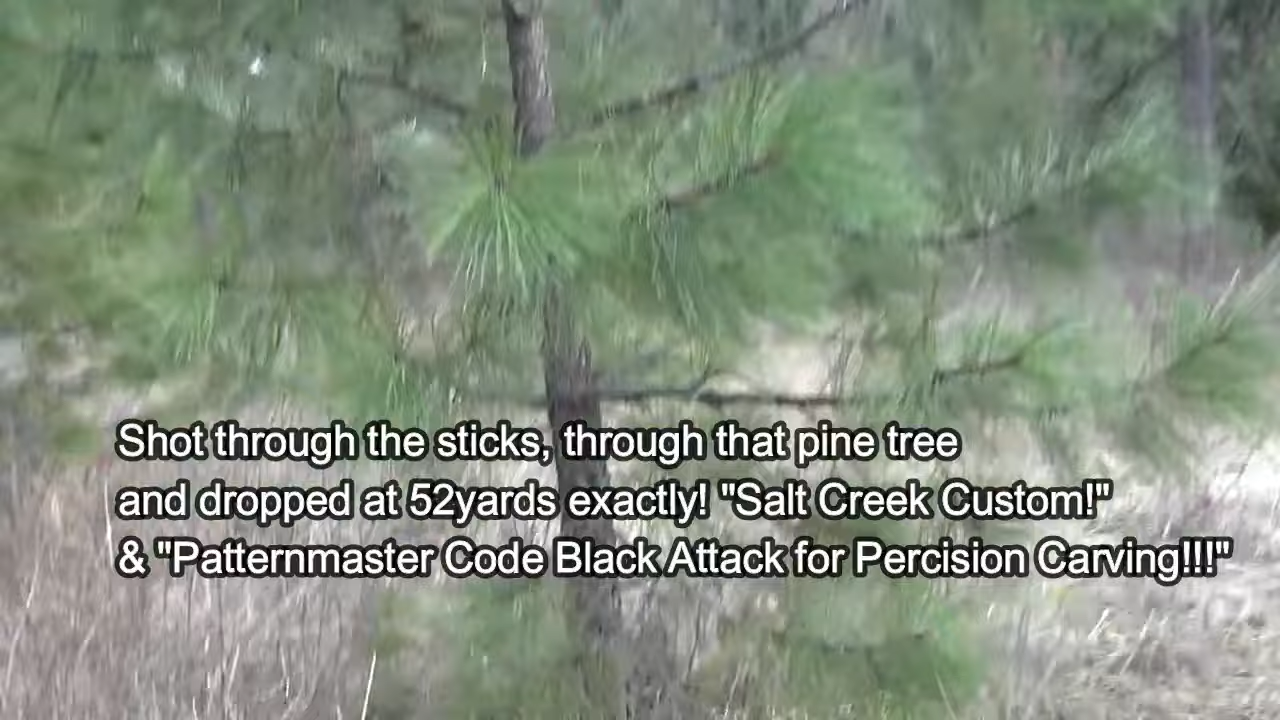 Shot through the sticks, through that pine tree
and dropped at 52yards exactly! "Salt Creek Custom!"
& "Patternmaster Code Black Attack for Percision Carving!!!"